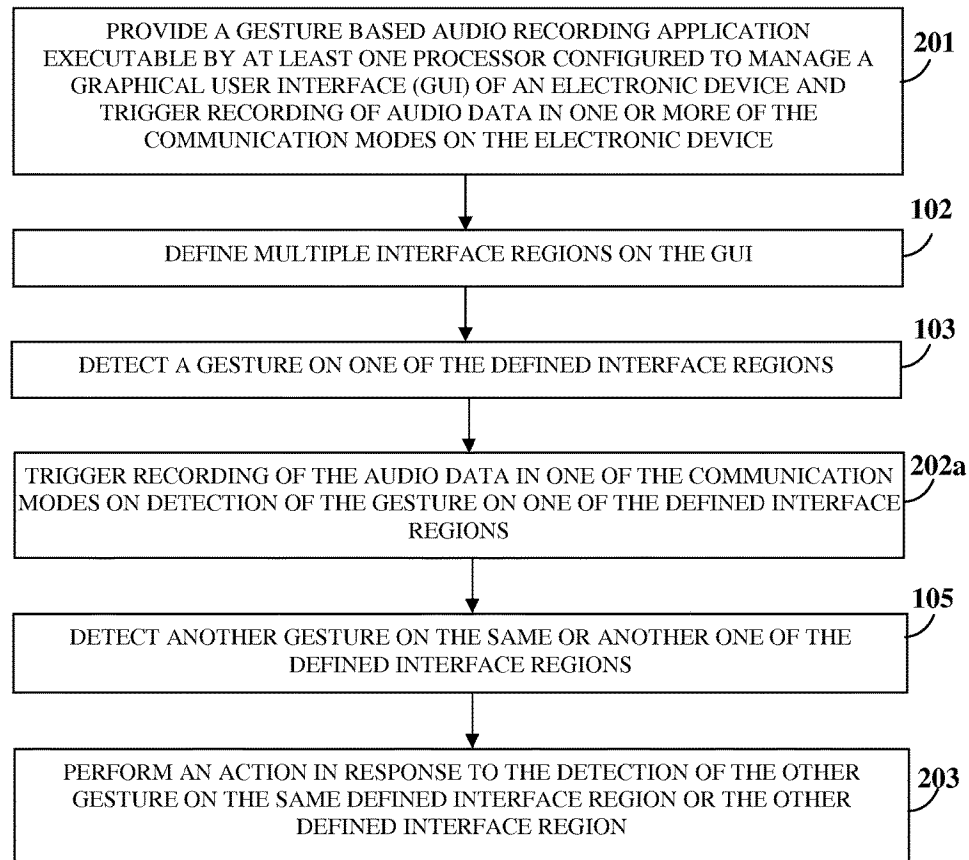 PROVIDE A GESTURE BASED AUDIO RECORDING APPLICATION
EXECUTABLE BY AT LEAST ONE PROCESSOR CONFIGURED TO MANAGE A
GRAPHICAL USER INTERFACE (GUI) OF AN ELECTRONIC DEVICE AND
TRIGGER RECORDING OF AUDIO DATA IN ONE OR MORE OF THE
COMMUNICATION MODES ON THE ELECTRONIC DEVICE
201
DEFINE MULTIPLE INTERFACE REGIONS ON THE GUI
102
DETECT A GESTURE ON ONE OF THE DEFINED INTERFACE REGIONS
103
TRIGGER RECORDING OF THE AUDIO DATA IN ONE OF THE COMMUNICATION
MODES ON DETECTION OF THE GESTURE ON ONE OF THE DEFINED INTERFACE
REGIONS
202a
DETECT ANOTHER GESTURE ON THE SAME OR ANOTHER ONE OF THE
DEFINED INTERFACE REGIONS
105
PERFORM AN ACTION IN RESPONSE TO THE DETECTION OF THE OTHER
GESTURE ON THE SAME DEFINED INTERFACE REGION OR THE OTHER
DEFINED INTERFACE REGION
203